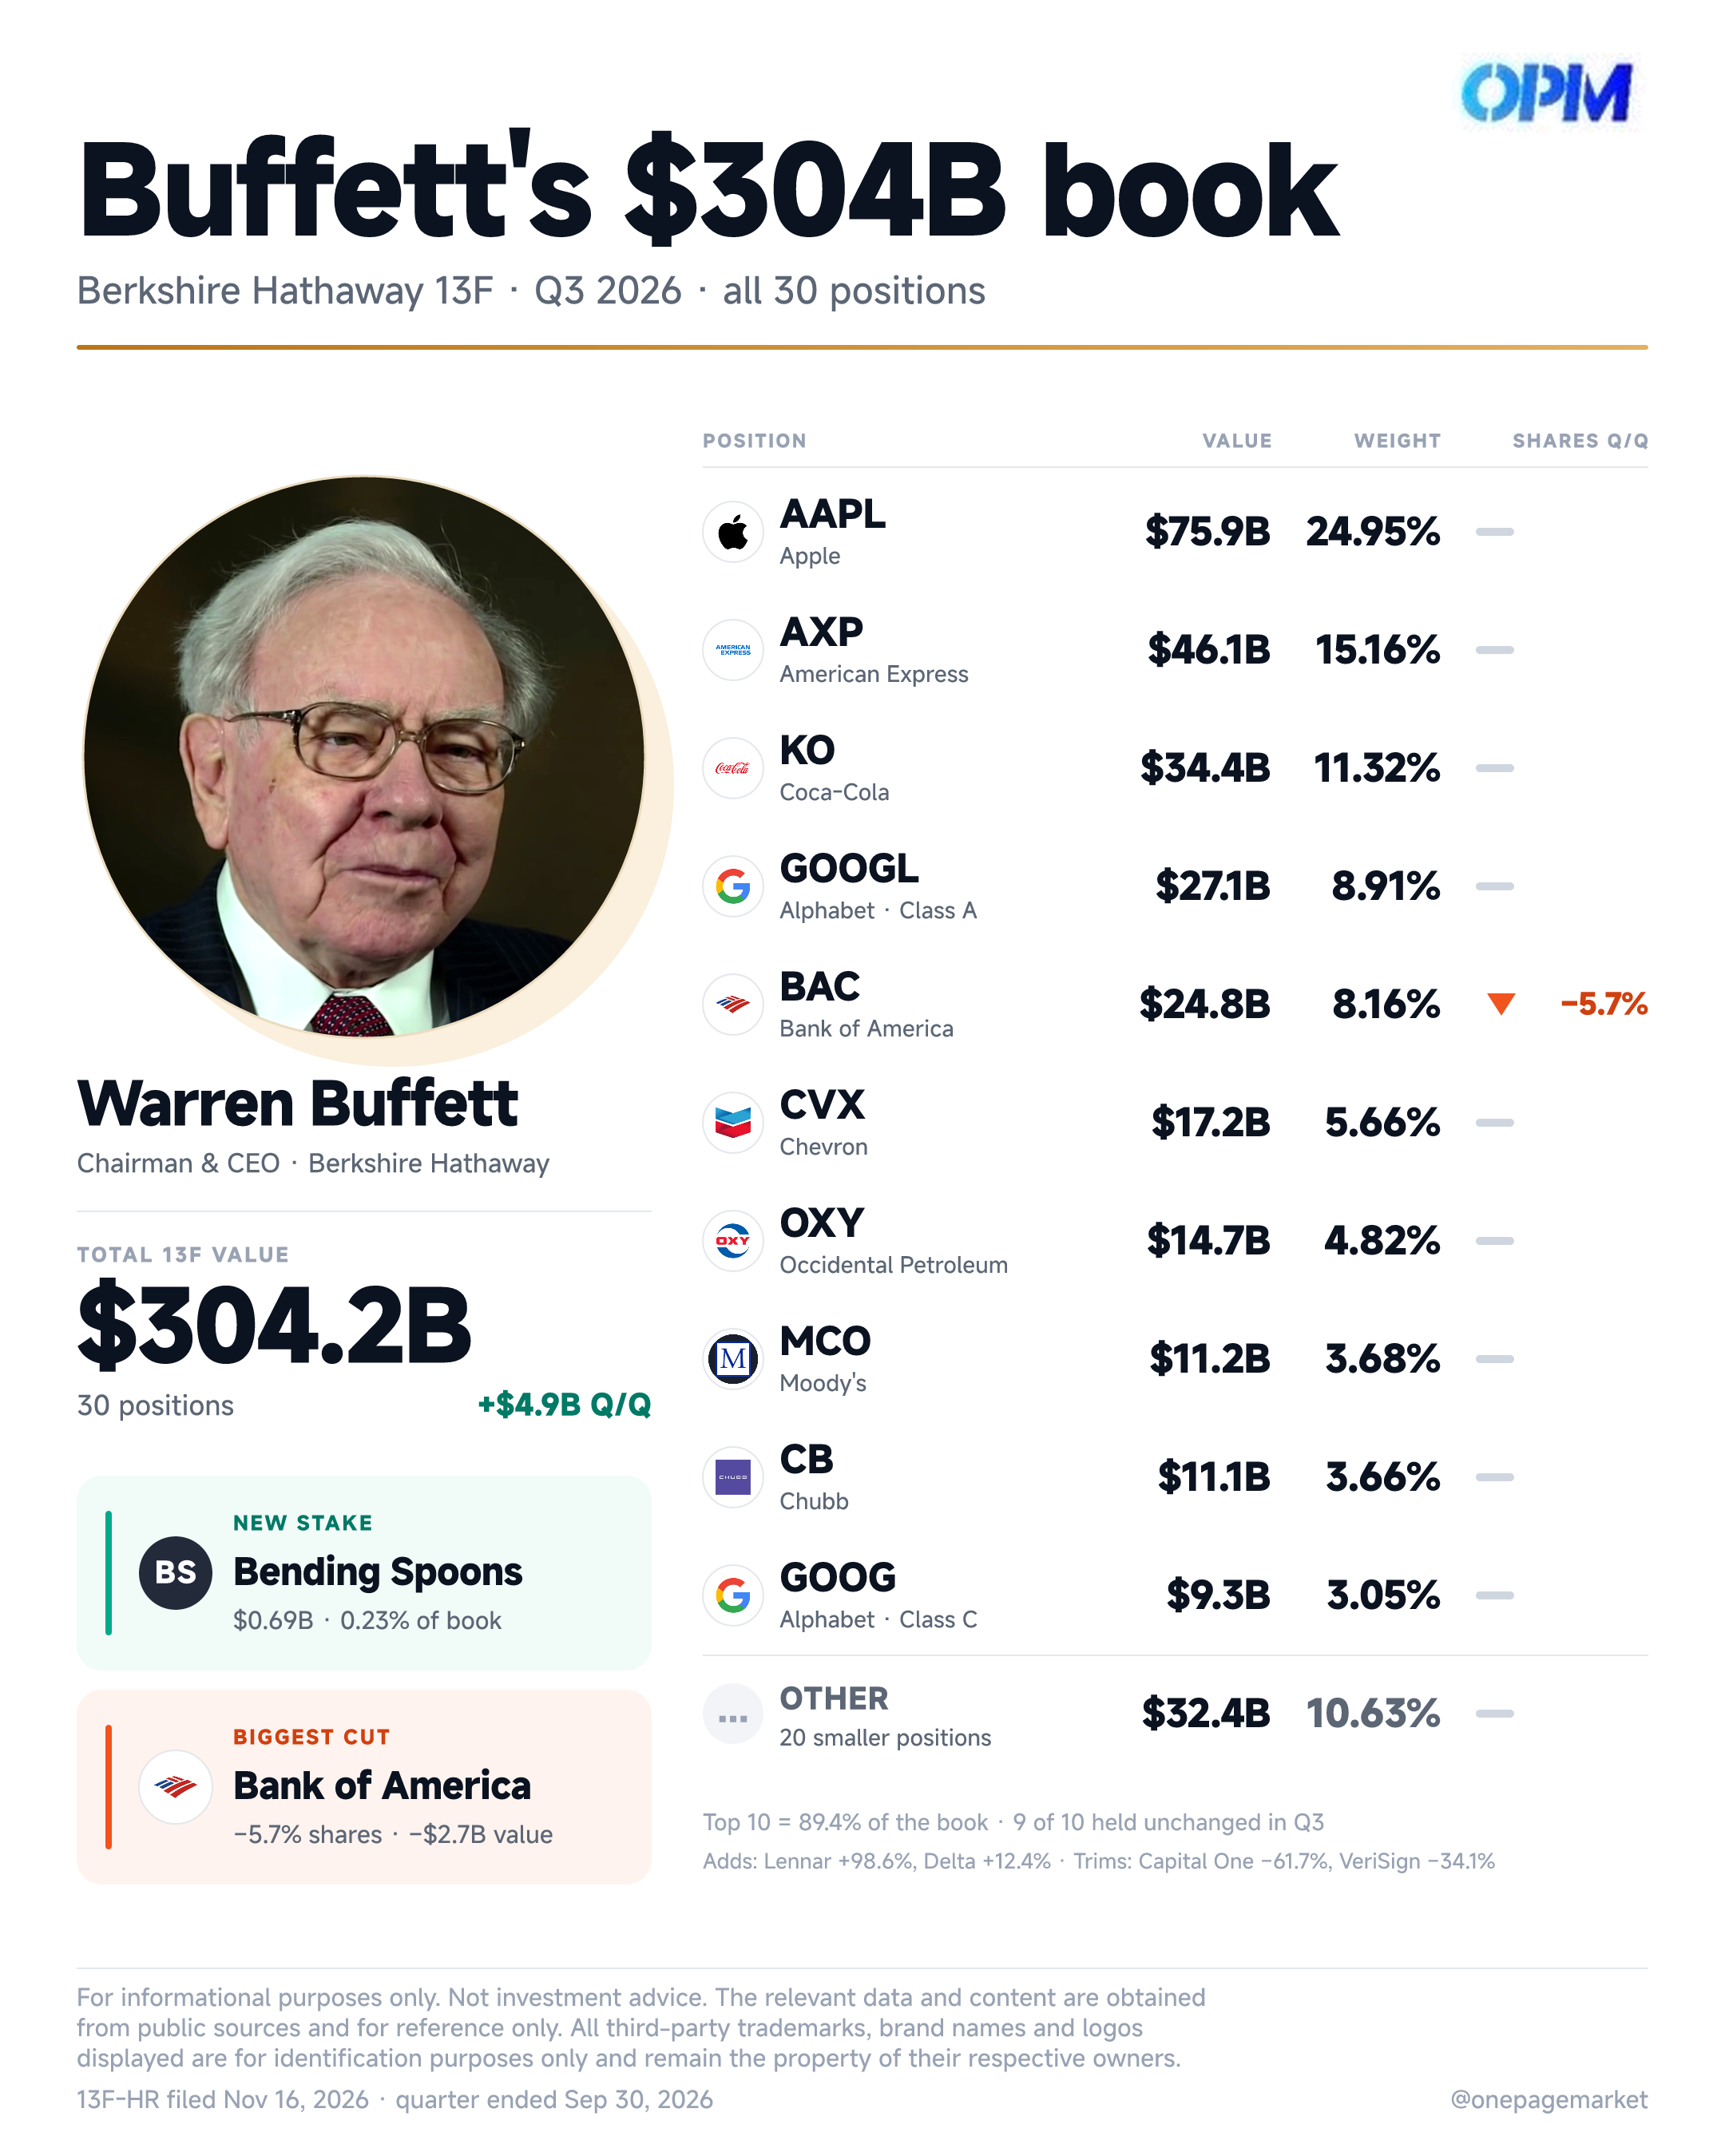 OPM
Buffett's $304B book
Berkshire Hathaway 13F · Q3 2026 · all 30 positions
Warren Buffett
Chairman & CEO · Berkshire Hathaway
TOTAL 13F VALUE
$304.2B
30 positions +$4.9B Q/Q
NEW STAKE
BS
Bending Spoons
$0.69B · 0.23% of book
BIGGEST CUT
Bank of America
−5.7% shares · −$2.7B value
POSITION VALUE WEIGHT SHARES Q/Q
AAPL $75.9B 24.95% —
Apple
AMERICAN EXPRESS
AXP $46.1B 15.16% —
American Express
Coca-Cola
KO $34.4B 11.32% —
Coca-Cola
G
GOOGL $27.1B 8.91% —
Alphabet · Class A
BAC $24.8B 8.16% ▼ −5.7%
Bank of America
CVX $17.2B 5.66% —
Chevron
OXY
OXY $14.7B 4.82% —
Occidental Petroleum
M
MCO $11.2B 3.68% —
Moody's
CHUBB
CB $11.1B 3.66% —
Chubb
G
GOOG $9.3B 3.05% —
Alphabet · Class C
...
OTHER $32.4B 10.63% —
20 smaller positions
Top 10 = 89.4% of the book · 9 of 10 held unchanged in Q3
Adds: Lennar +98.6%, Delta +12.4% · Trims: Capital One −61.7%, VeriSign −34.1%
For informational purposes only. Not investment advice. The relevant data and content are obtained
from public sources and for reference only. All third-party trademarks, brand names and logos
displayed are for identification purposes only and remain the property of their respective owners.
13F-HR filed Nov 16, 2026 · quarter ended Sep 30, 2026 @onepagemarket